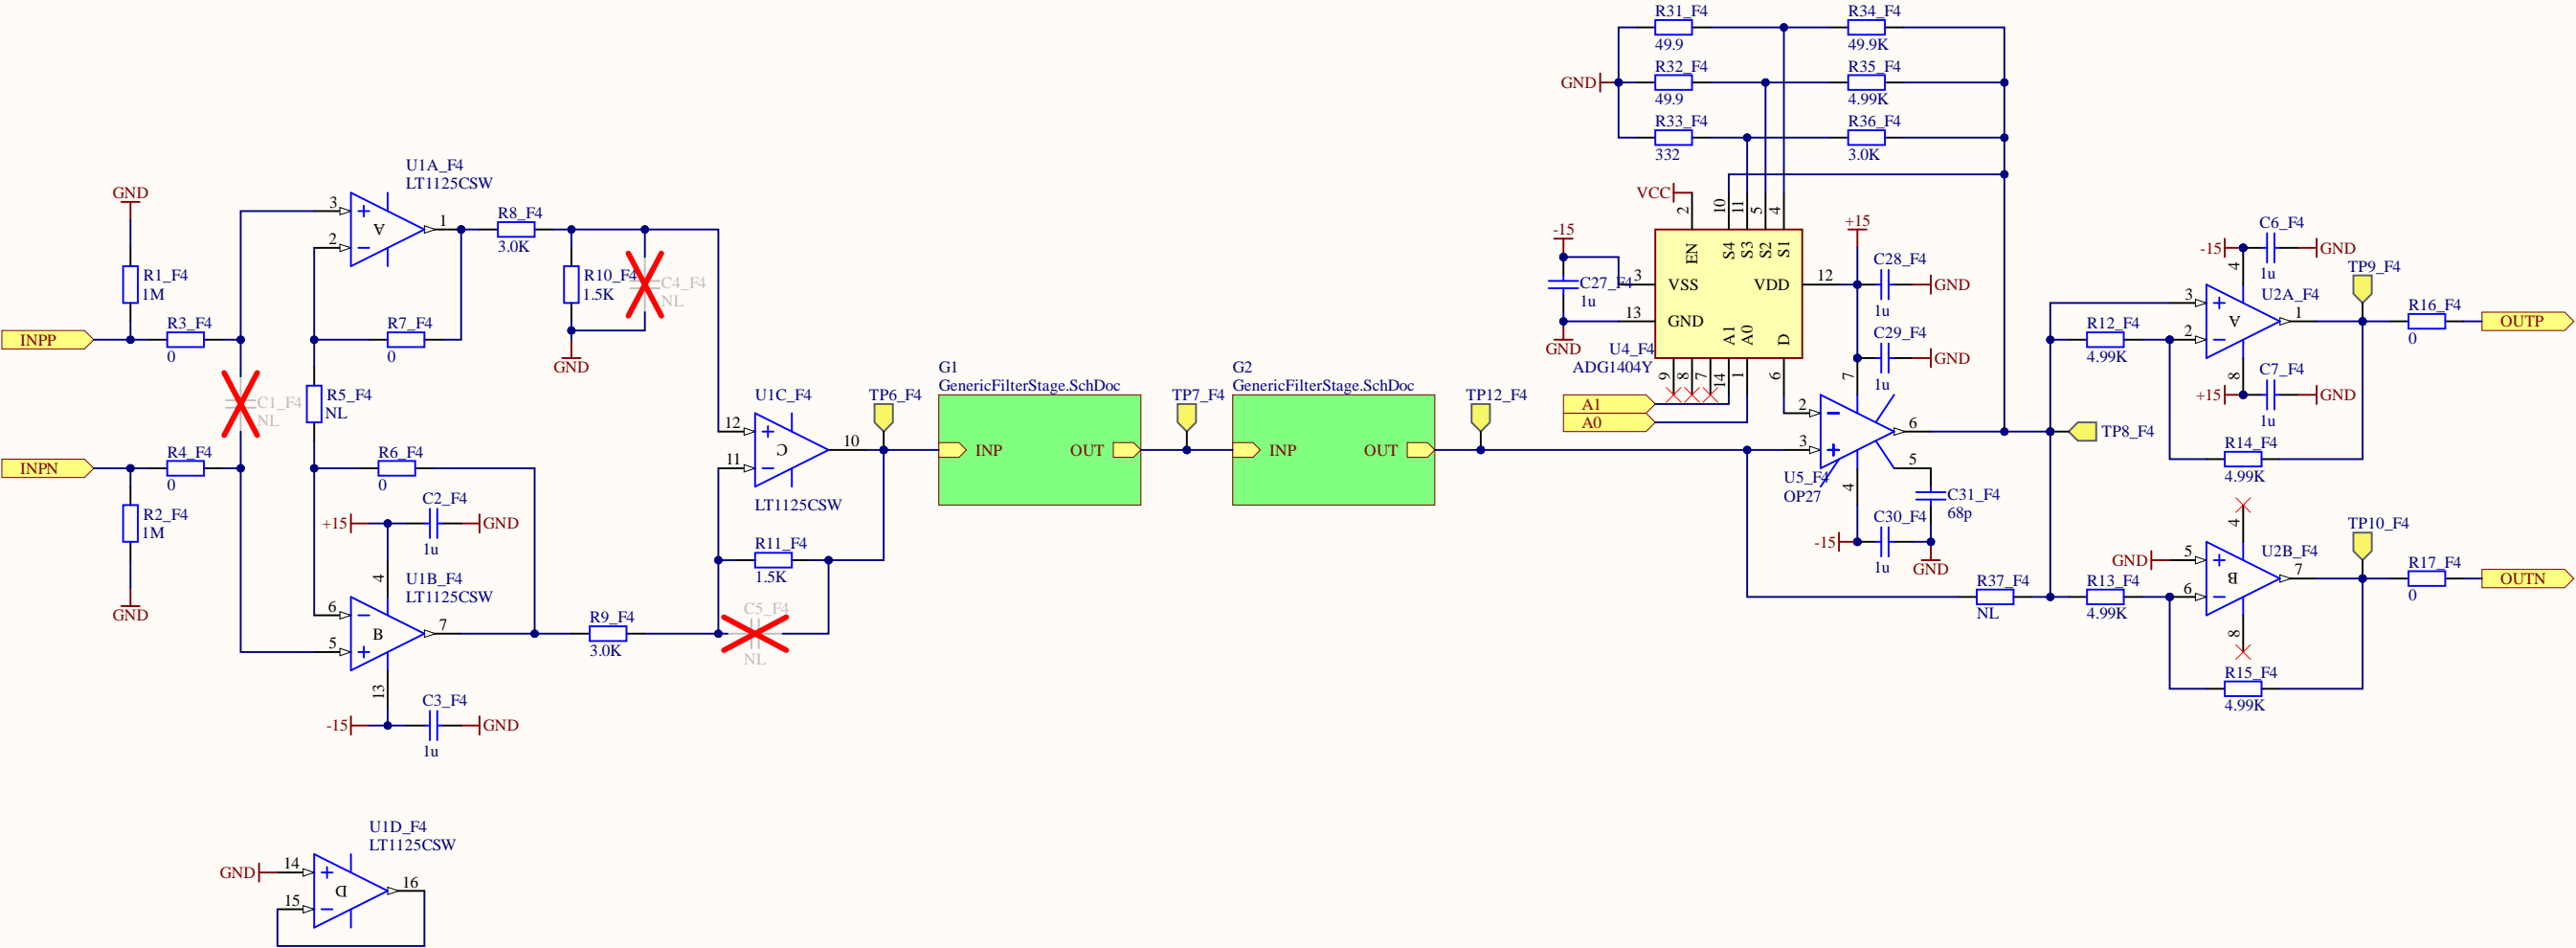 R31_F4
49.9
R34_F4
49.9K
R32_F4
49.9
R35_F4
4.99K
GND
R33_F4
332
R36_F4
3.0K
VCC
2
10
11
5
4
EN
S4
S3
S2
S1
-15
C27_F4
1u
GND
3
VSS
VDD
12
13
GND
A1
A0
D
U4_F4
ADG1404Y
9
8
7
14
1
6
A1
A0
+15
C28_F4
GND
1u
C29_F4
GND
1u
7
2
3
6
5
4
U5_F4
OP27
C31_F4
68p
C30_F4
-15
1u
GND
R37_F4
NL
TP8_F4
GND
R1_F4
1M
INPP
R3_F4
0
C1_F4
NL
INPN
R4_F4
0
R2_F4
1M
GND
U1A_F4
LT1125CSW
3
2
A
1
R7_F4
0
R5_F4
NL
R6_F4
0
C2_F4
+15
GND
1u
4
U1B_F4
LT1125CSW
6
5
B
7
13
C3_F4
-15
GND
1u
R8_F4
3.0K
R10_F4
1.5K
C4_F4
NL
GND
R9_F4
3.0K
U1C_F4
12
11
C
10
LT1125CSW
R11_F4
1.5K
C5_F4
NL
TP6_F4
G1
GenericFilterStage.SchDoc
INP
OUT
TP7_F4
G2
GenericFilterStage.SchDoc
INP
OUT
TP12_F4
C6_F4
-15
GND
1u
4
U2A_F4
3
2
A
1
8
C7_F4
+15
GND
1u
R12_F4
4.99K
R14_F4
4.99K
TP9_F4
R16_F4
0
OUTP
4
U2B_F4
GND
5
6
B
7
8
R13_F4
4.99K
R15_F4
4.99K
TP10_F4
R17_F4
0
OUTN
U1D_F4
LT1125CSW
GND
14
15
D
16